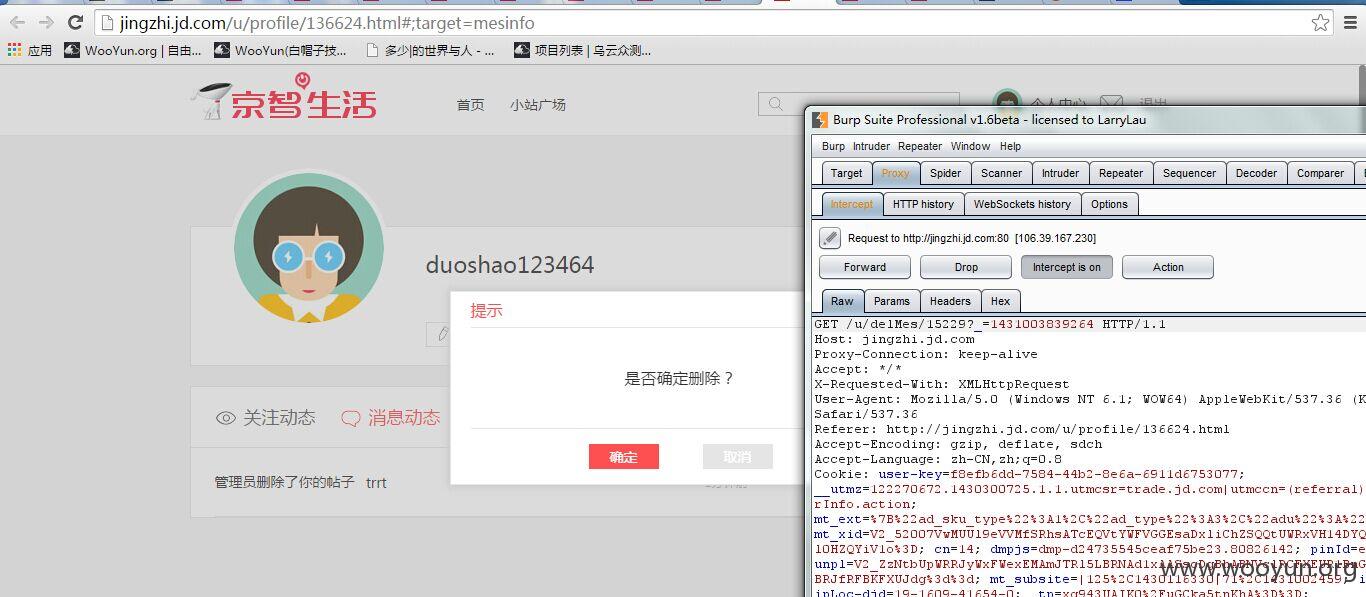 jingzhi.jd.com/u/profile/136624.html#;target=mesinfo
应用 WooYun.org | 自由... WooYun(白帽子技... 多少|的世界与人 - ... 项目列表 | 乌云众测...
京智生活
首页 小站广场
个人中心 退出
duoshao123464
提示
是否确定删除？
确定 取消
关注动态 消息动态
管理员删除了你的帖子 trrt
Burp Suite Professional v1.6beta - licensed to LarryLau
Burp Intruder Repeater Window Help
Target Proxy Spider Scanner Intruder Repeater Sequencer Decoder Comparer
Intercept HTTP history WebSockets history Options
Request to http://jingzhi.jd.com:80 [106.39.167.230]
Forward Drop Intercept is on Action
Raw Params Headers Hex
GET /u/delMes/15229?_=1431003839264 HTTP/1.1
Host: jingzhi.jd.com
Proxy-Connection: keep-alive
Accept: */*
X-Requested-With: XMLHttpRequest
User-Agent: Mozilla/5.0 (Windows NT 6.1; WOW64) AppleWebKit/537.36 (K
Safari/537.36
Referer: http://jingzhi.jd.com/u/profile/136624.html
Accept-Encoding: gzip, deflate, sdch
Accept-Language: zh-CN,zh;q=0.8
Cookie: user-key=f8efb6dd-7584-44b2-8e6a-6911d6753077;
__utmz=122270672.1430300725.1.1.utmcsr=trade.jd.com|utmccn=(referral)
rInfo.action;
mt_ext=%7B%22ad_sku_type%22%3A1%2C%22ad_type%22%3A3%2C%22adu%22%3A%22
mt_xid=V2_52007VwMUUl9eVVMfSRhsATcEQVtYWFVGGEsaDxliChZSQQtUWRxVH14DYQ
l0HZQYiV1o%3D; cn=14; dmpjs=dmp-d24735545ceaf75be23.80826142; pinId=e
mt_subsite=|125%2C1430116330|71%2C1431002459;
ipLoc-djd=19-1609-41654-0;
www.wooyun.org